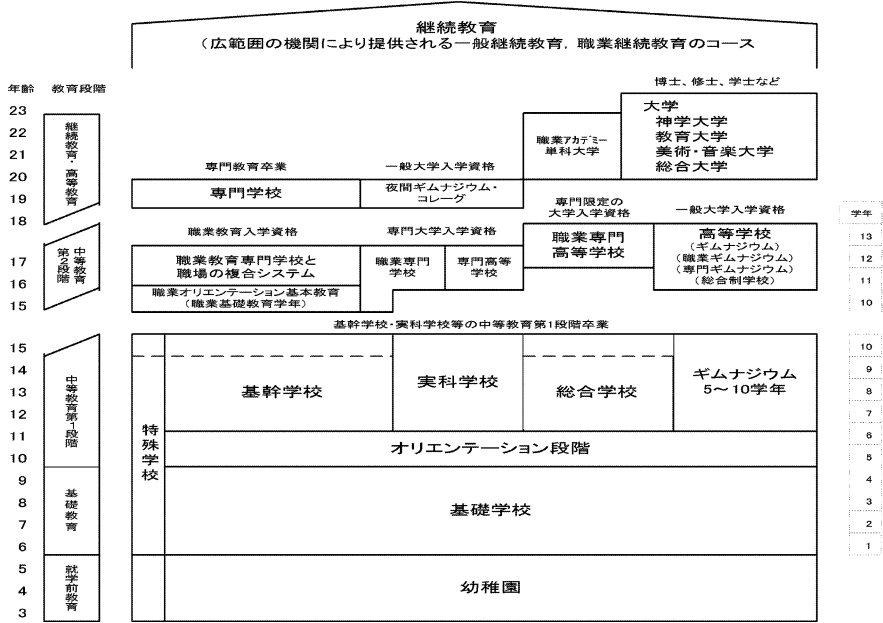 継続教育
(広範囲の機関により提供される一般継続教育，職業継続教育のコース
年齢
教育段階
博士、修士、学士など
23
22
21
20
19
18
17
16
15
継続教育・高等教育
中等教育
第2段階
大学
神学大学
教育大学
美術・音楽大学
総合大学
職業アカデミー
単科大学
専門教育卒業
一般大学入学資格
専門学校
夜間ギムナジウム・
コレーグ
専門限定の
大学入学資格
一般大学入学資格
職業教育入学資格
専門大学入学資格
学年
職業教育専門学校と
職場の複合システム
職業オリエンテーション基本教育
(職業基礎教育学年)
職業専門
学校
専門高等
学校
職業専門
高等学校
高等学校
(ギムナジウム)
(職業ギムナジウム)
(専門ギムナジウム)
(総合制学校)
13
12
11
10
基幹学校・実科学校等の中等教育第1段階卒業
15
14
13
12
11
10
9
8
7
6
5
4
3
中等教育第1段階
基礎教育
就学前教育
特殊学校
基幹学校
実科学校
総合学校
ギムナジウム
5～10学年
オリエンテーション段階
基礎学校
幼稚園
10
9
8
7
6
5
4
3
2
1